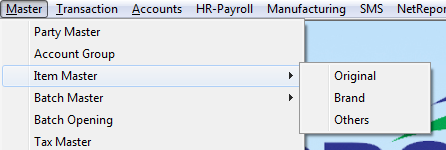 Master Transaction Accounts HR-Payroll Manufacturing SMS NetRepor
Party Master
Account Group
Item Master
Original
Batch Master
Brand
Batch Opening
Others
Tax Master